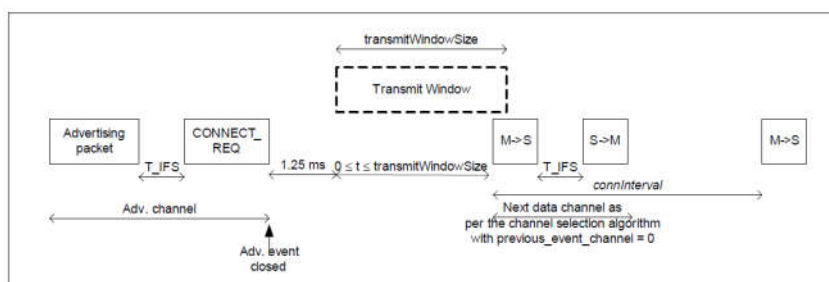 transmitWindowSize
Transmit Window
Advertising
packet
CONNECT_
REQ
M->S
S->M
M->S
T_IFS
1.25 ms
0 ≤ t ≤ transmitWindowSize
T_IFS
connInterval
Adv. channel
Next data channel as
per the channel selection algorithm
with previous_event_channel = 0
Adv. event
closed